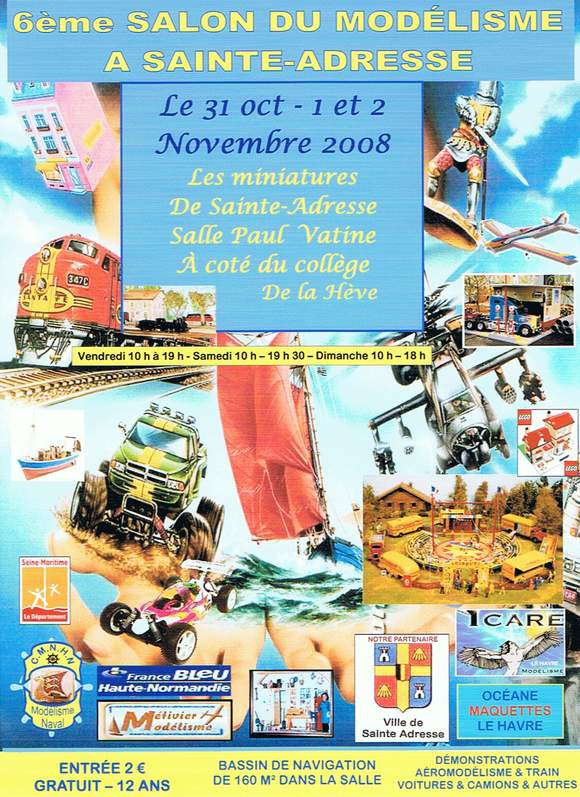 6ème SALON DU MODÉLISME
A SAINTE-ADRESSE
Le 31 oct - 1 et 2
Novembre 2008
Les miniatures
De Sainte-Adresse
Salle Paul Vatine
À coté du collège
De la Hève
347C
Vendredi 10 h à 19 h - Samedi 10 h – 19 h 30 – Dimanche 10 h – 18 h
LEGO
LEGO
Seine-Maritime
Le Département
C.M.N.H.N
Modélisme
Naval
France BLEU
Haute-Normandie
Métivier
Modélisme
NOTRE PARTENAIRE
Ville de
Sainte Adresse
ICARE
LE HAVRE
MODÉLISME
OCÉANE
MAQUETTES
LE HAVRE
ENTRÉE 2 €
GRATUIT – 12 ANS
BASSIN DE NAVIGATION
DE 160 M² DANS LA SALLE
DÉMONSTRATIONS
AÉROMODÉLISME & TRAIN
VOITURES & CAMIONS & AUTRES